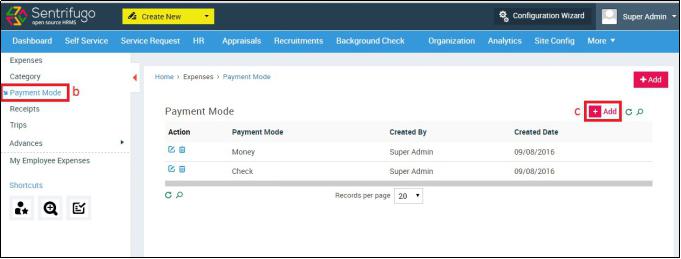 Sentrifugo
open source HRMS
Create New
Configuration Wizard
Super Admin
Dashboard Self Service Service Request HR Appraisals Recruitments Background Check Organization Analytics Site Config More
Expenses
Category
Payment Mode b
Receipts
Trips
Advances
My Employee Expenses
Shortcuts
Home › Expenses › Payment Mode
+ Add
Payment Mode
c + Add
Action Payment Mode Created By Created Date
Money Super Admin 09/08/2016
Check Super Admin 09/08/2016
Records per page 20